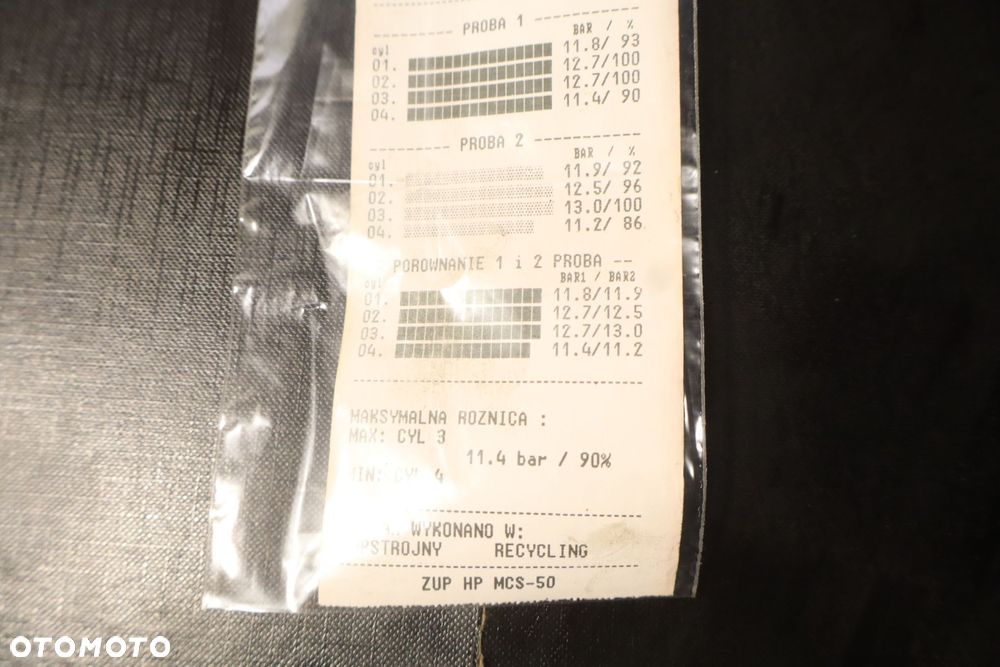 PROBA 1
cyl BAR / %
01. 11.8/ 93
02. 12.7/100
03. 12.7/100
04. 11.4/ 90
PROBA 2
cyl BAR / %
01. 11.9/ 92
02. 12.5/ 96
03. 13.0/100
04. 11.2/ 86
POROWNANIE 1 i 2 PROBA --
cyl BAR1 / BAR2
01. 11.8/11.9
02. 12.7/12.5
03. 12.7/13.0
04. 11.4/11.2
MAKSYMALNA ROZNICA :
MAX: CYL 3
11.4 bar / 90%
MIN: CYL 4
WYKONANO W:
RECYCLING
ZUP HP MCS-50
OTOMOTO